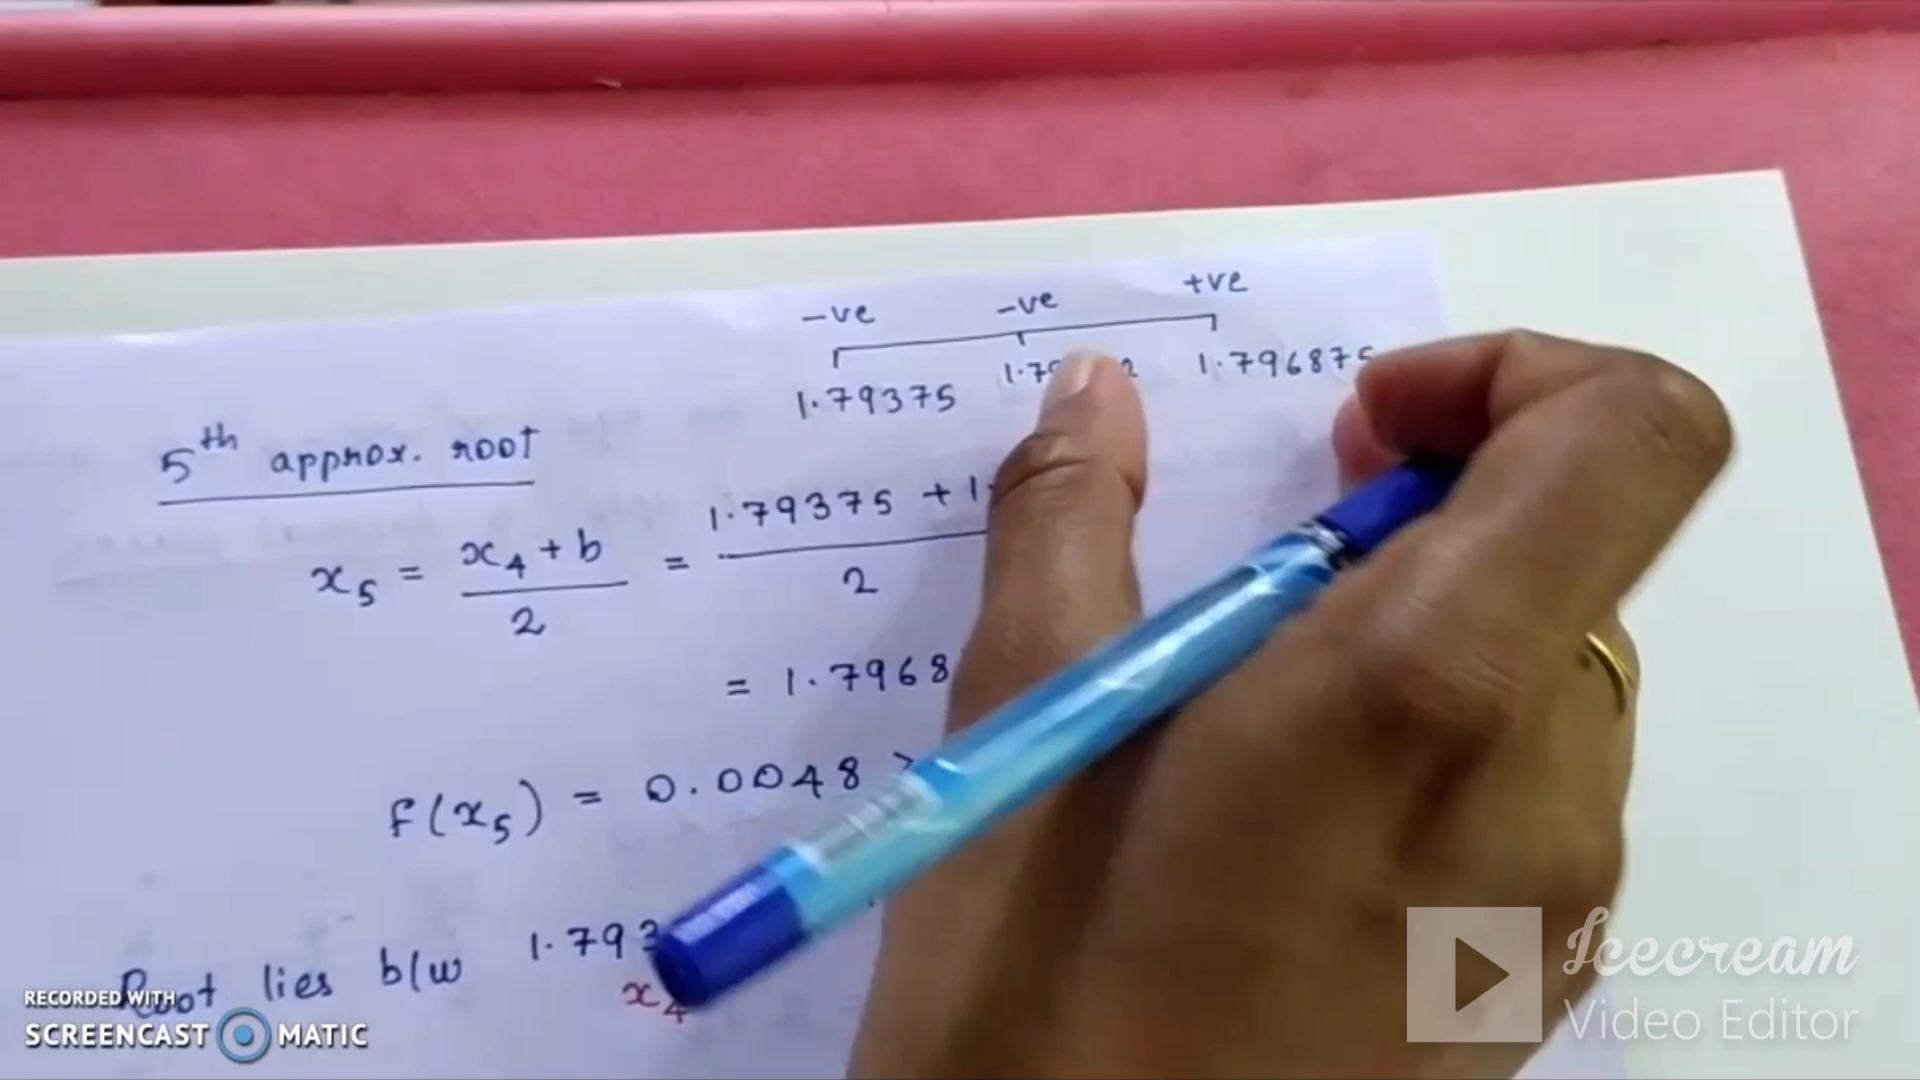 -ve -ve +ve
1.79375 1.796875
5th approx. root
x5 = x4 + b / 2 = 1.79375 + 1. / 2
= 1.7968
f(x5) = 0.0048 >
Root lies b/w 1.793
x4
RECORDED WITH
SCREENCAST MATIC
Icecream
Video Editor